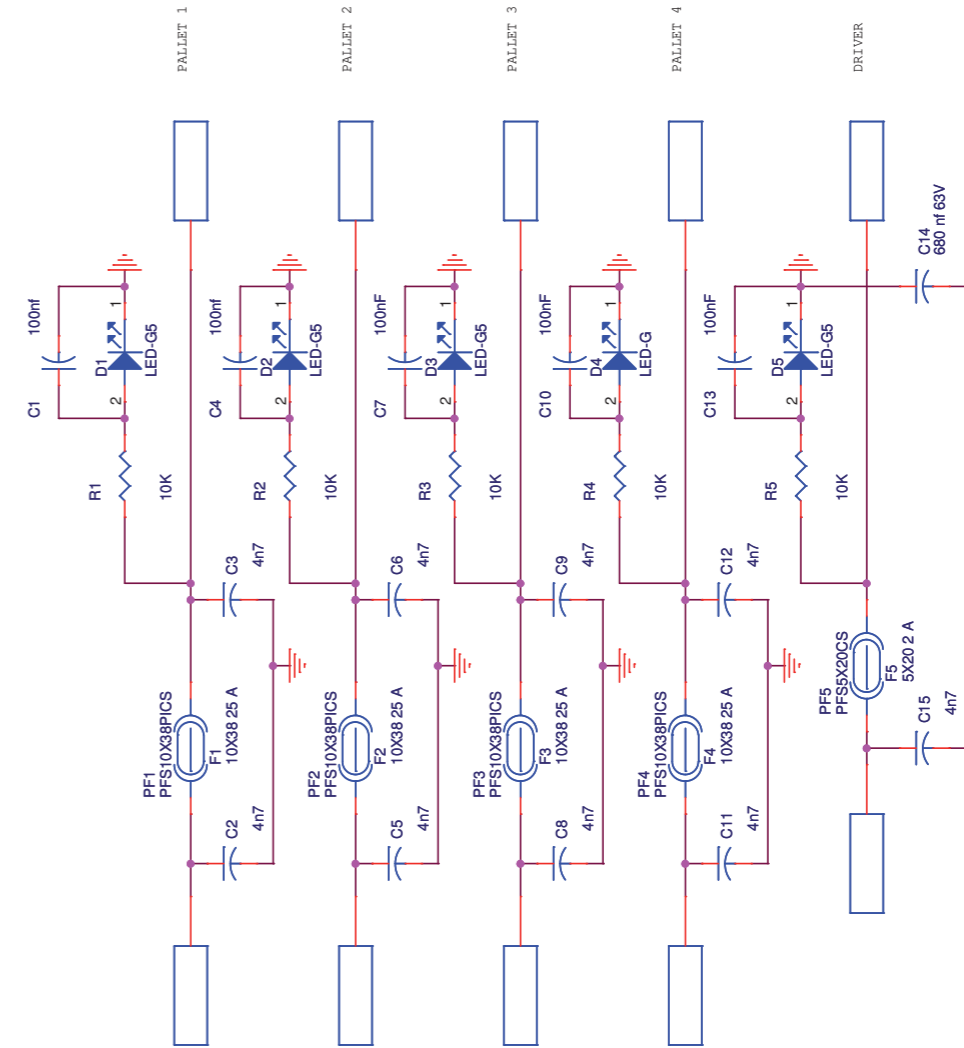 PALLET 1
C1
100nf
D1
LED-G5
1
2
R1
10K
C3
4n7
PF1
PFS10X38PICS
F1
10X38 25 A
C2
4n7
PALLET 2
C4
100nf
D2
LED-G5
1
2
R2
10K
C6
4n7
PF2
PFS10X38PICS
F2
10X38 25 A
C5
4n7
PALLET 3
C7
100nF
D3
LED-G5
1
2
R3
10K
C9
4n7
PF3
PFS10X38PICS
F3
10X38 25 A
C8
4n7
PALLET 4
C10
100nF
D4
LED-G
1
2
R4
10K
C12
4n7
PF4
PFS10X38PICS
F4
10X38 25 A
C11
4n7
DRIVER
C13
100nF
D5
LED-G5
1
2
R5
10K
C14
680 nf 63V
PF5
PFS5X20CS
F5
5X20 2 A
C15
4n7